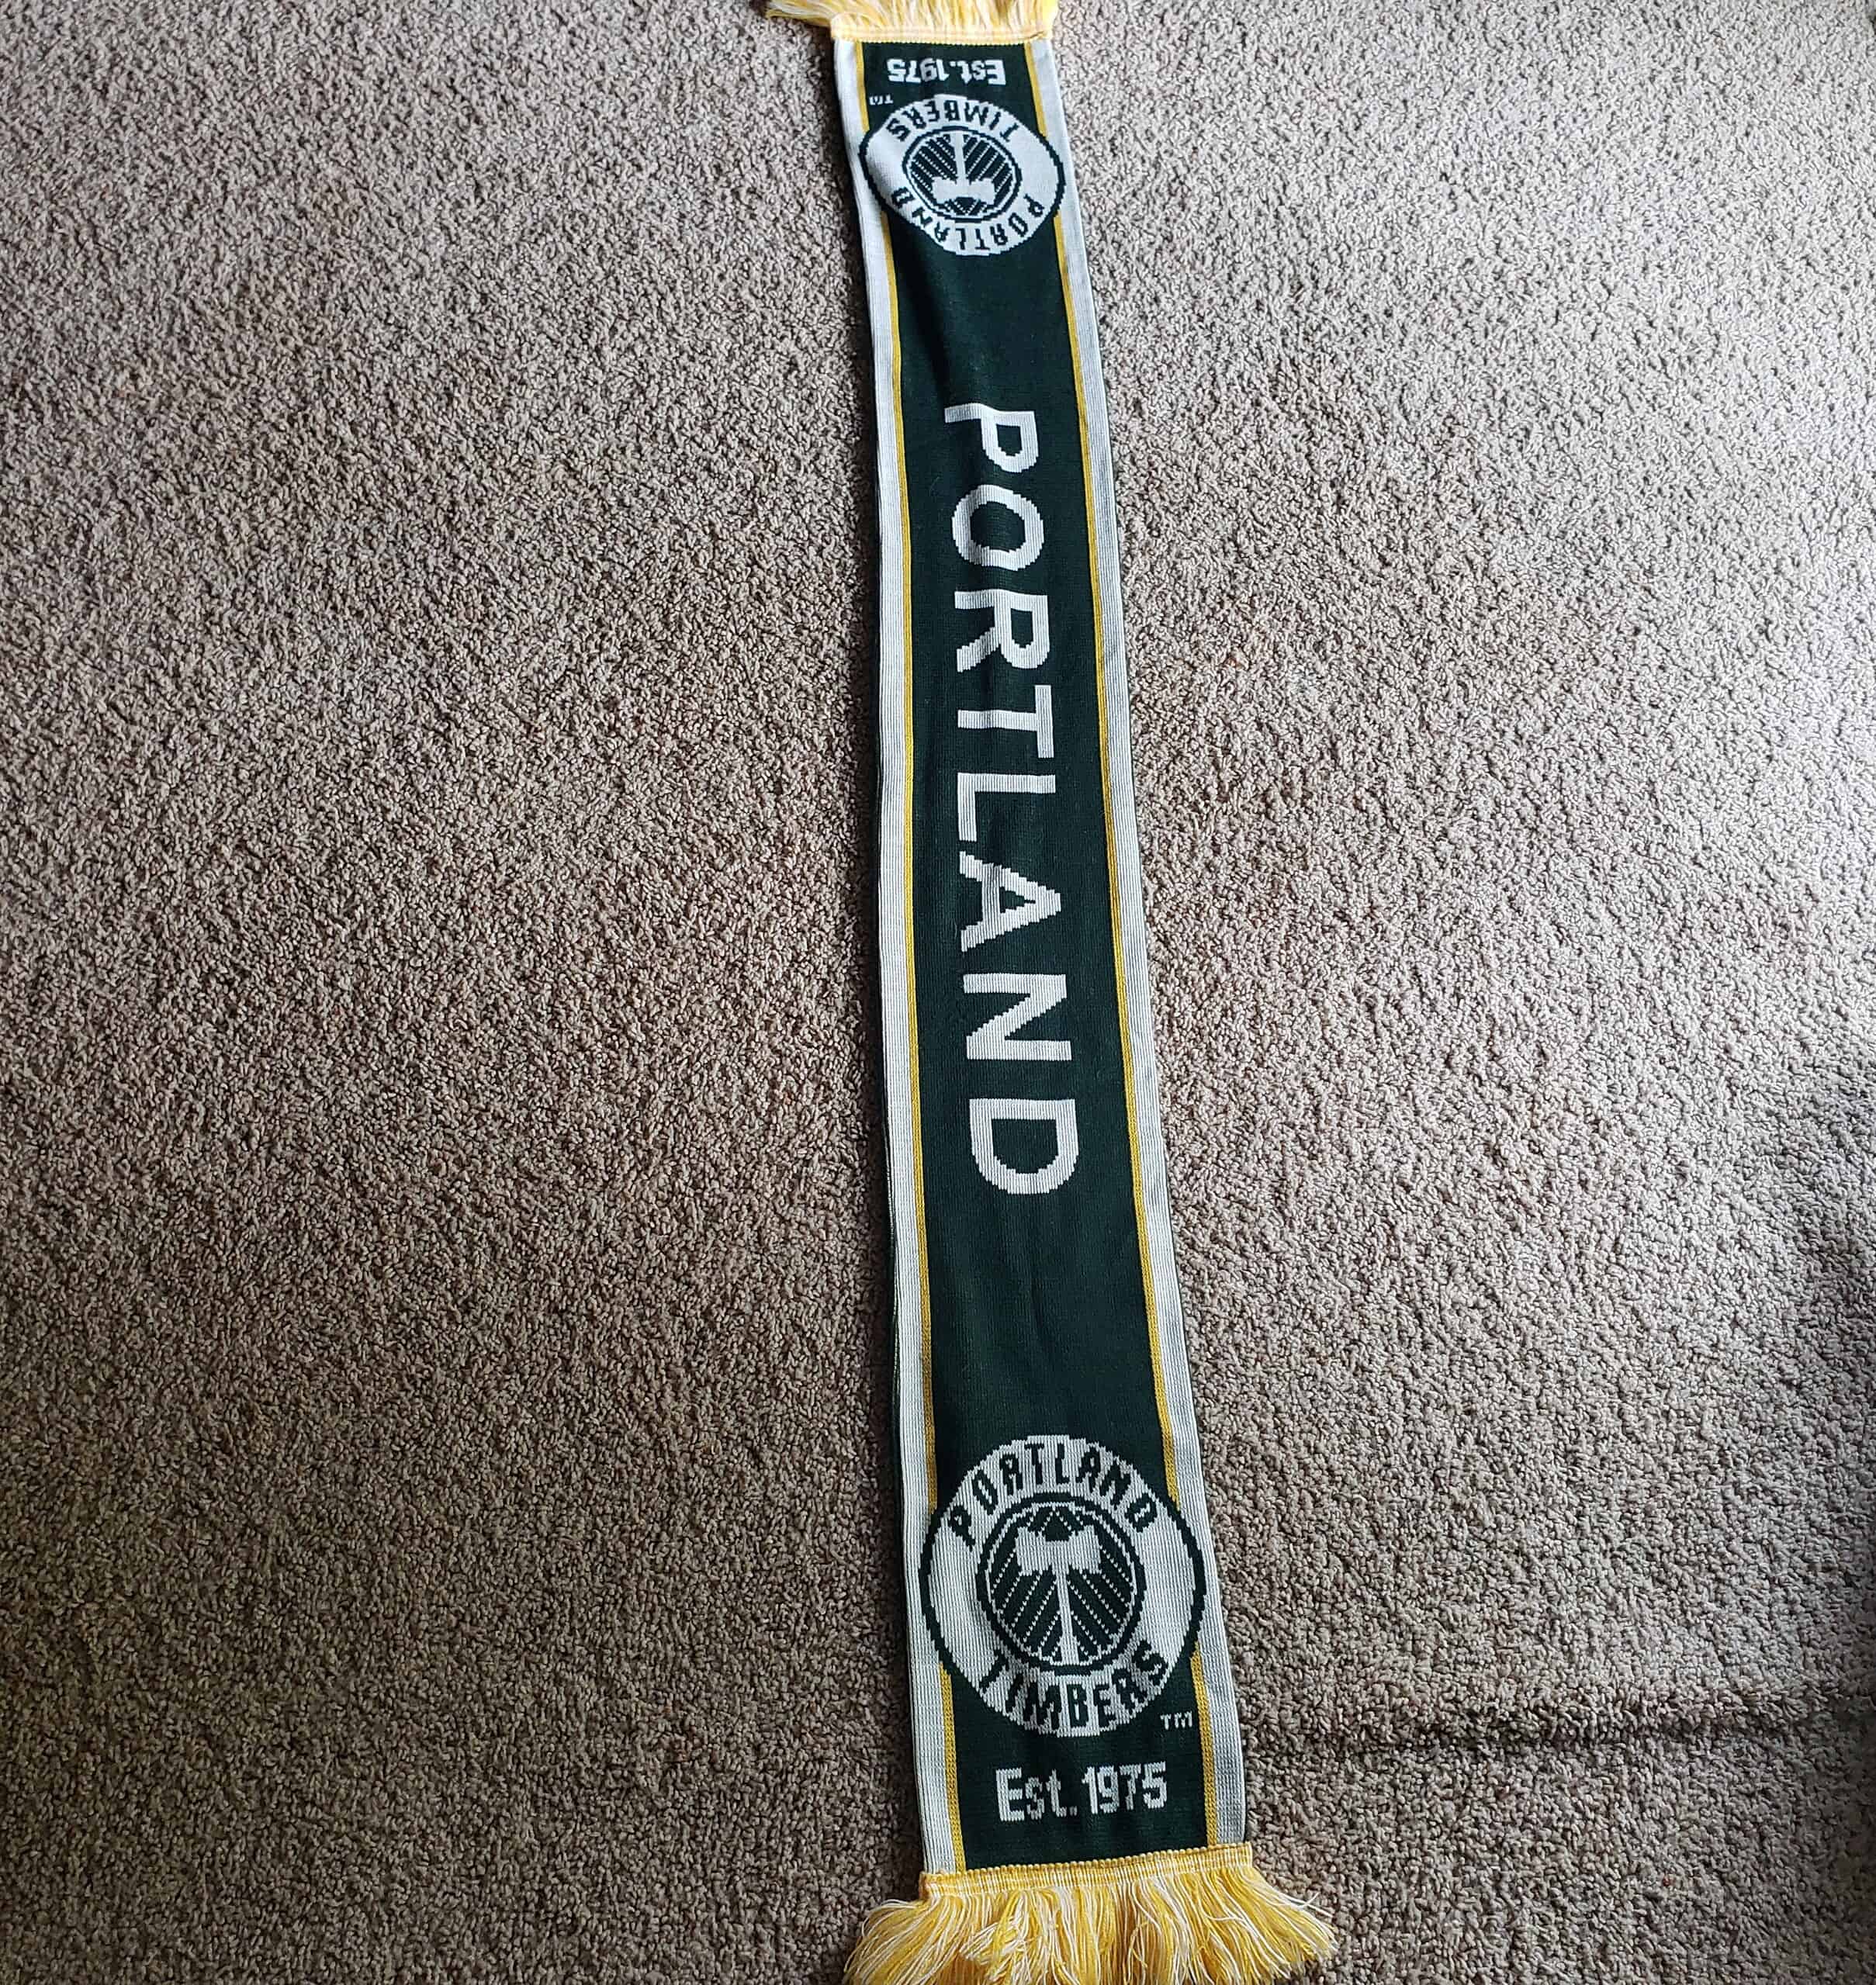 Est. 1975
TM
TIMBERS
PORTLAND
PORTLAND
PORTLAND
TIMBERS
TM
Est. 1975